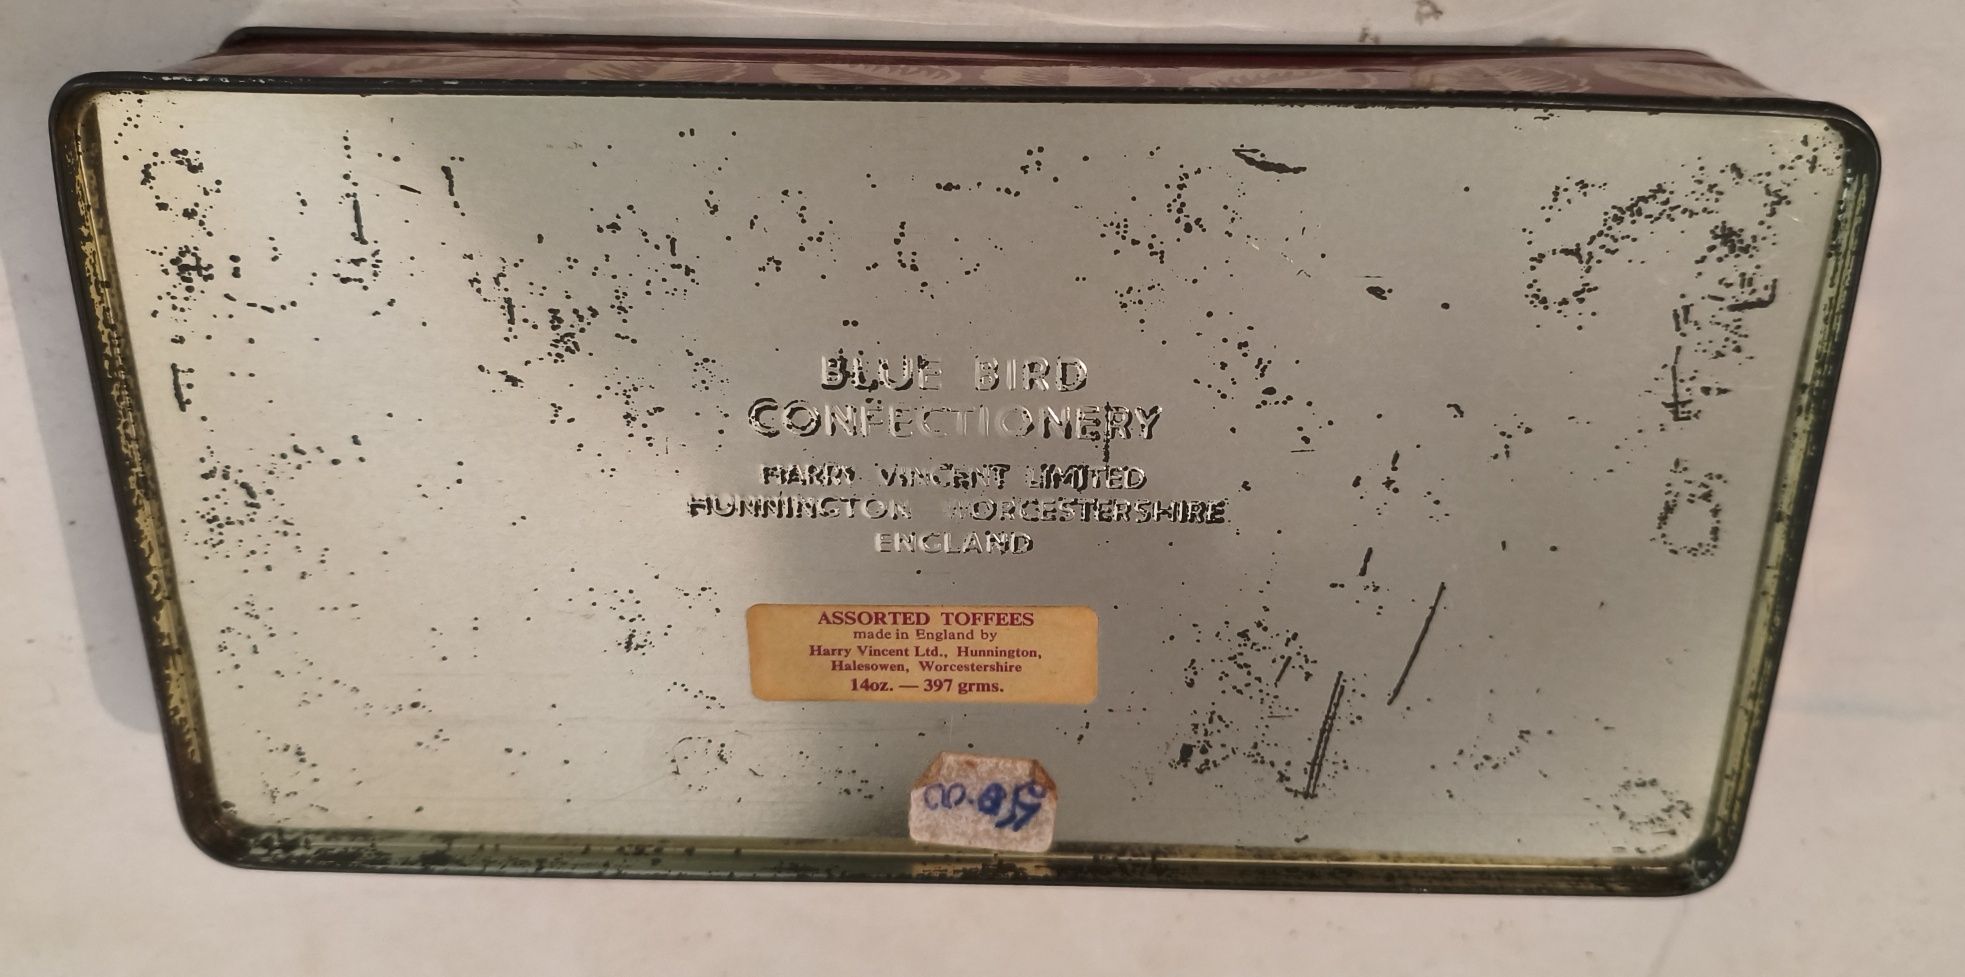 BLUE BIRD
CONFECTIONERY
HARRY VINCENT LIMITED
HUNNINGTON WORCESTERSHIRE
ENGLAND
ASSORTED TOFFEES
made in England by
Harry Vincent Ltd., Hunnington,
Halesowen, Worcestershire
14oz. — 397 grms.